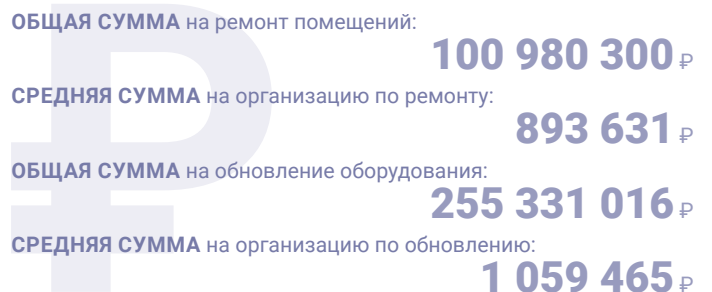 ОБЩАЯ СУММА на ремонт помещений:
100 980 300 ₽
СРЕДНЯЯ СУММА на организацию по ремонту:
893 631 ₽
ОБЩАЯ СУММА на обновление оборудования:
255 331 016 ₽
СРЕДНЯЯ СУММА на организацию по обновлению:
1 059 465 ₽